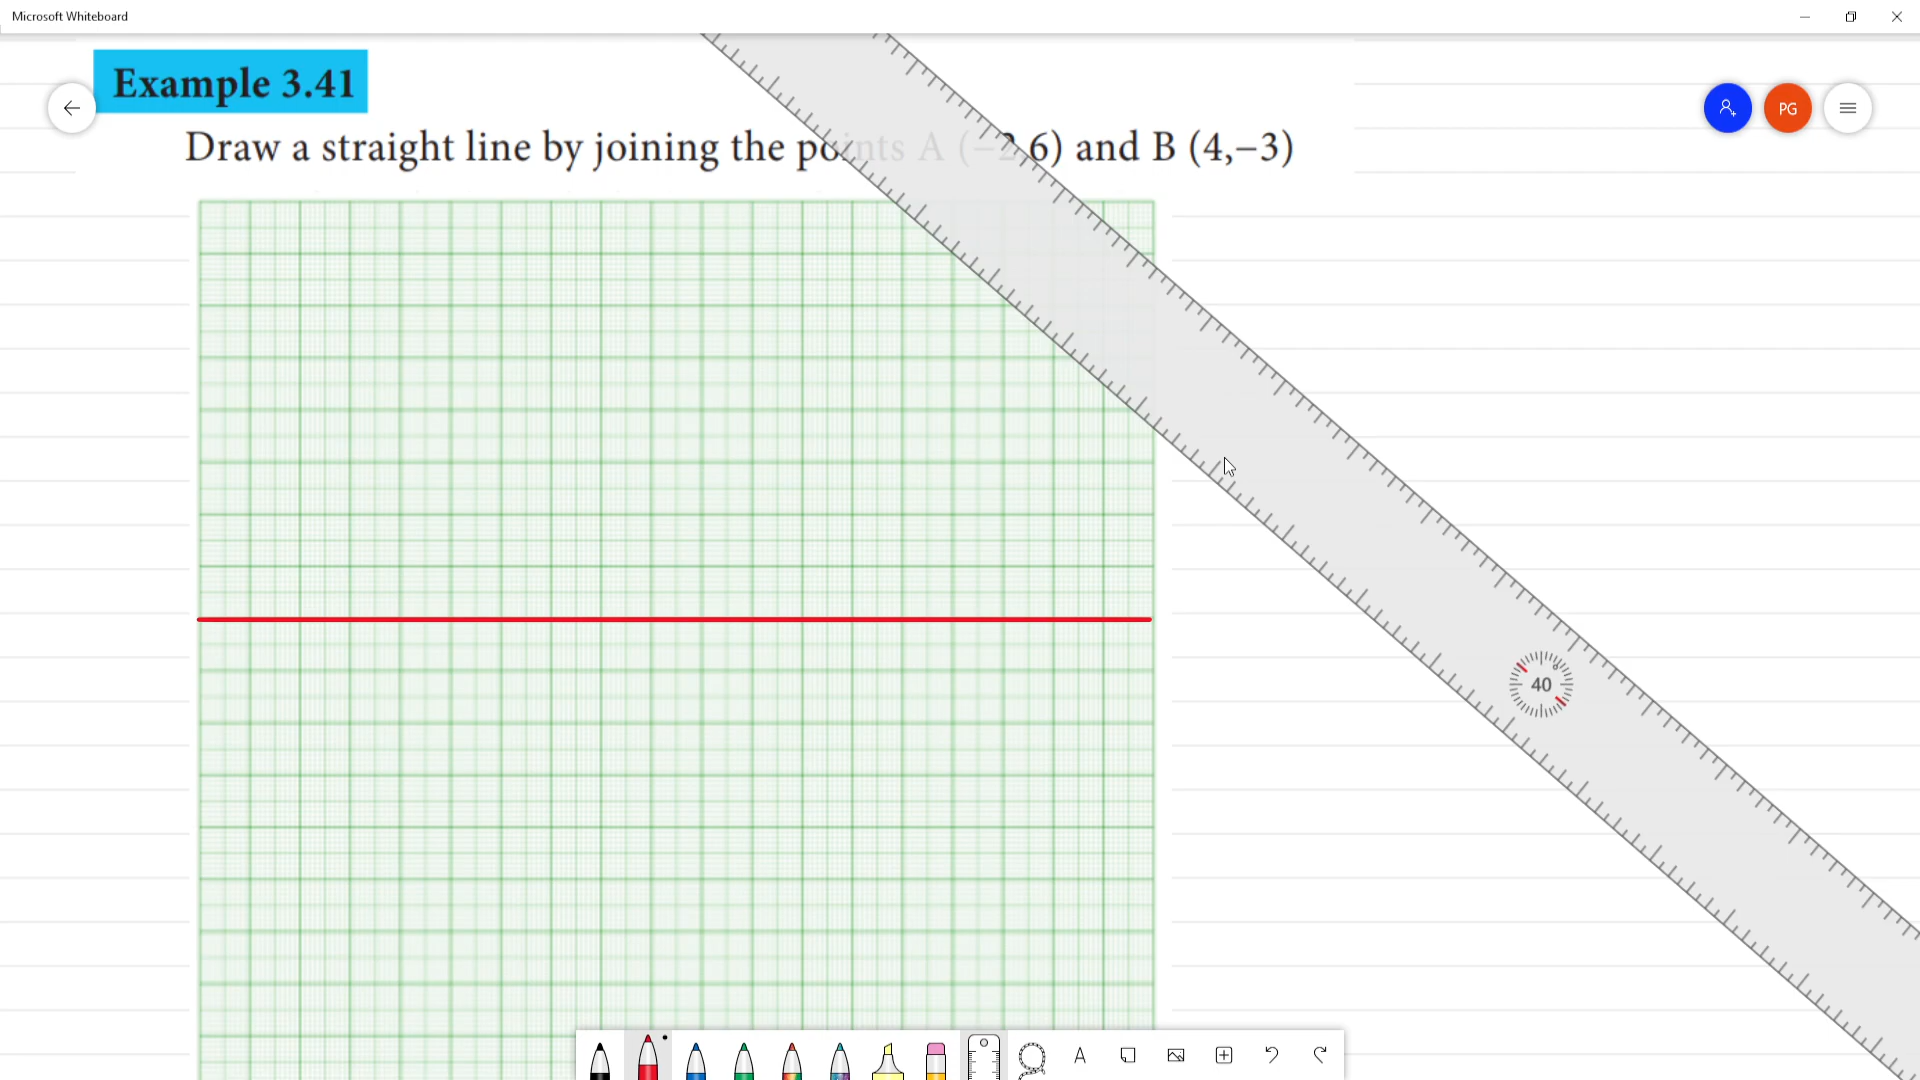 Microsoft Whiteboard
Example 3.41
PG
Draw a straight line by joining the points A (−2,6) and B (4,−3)
40
A